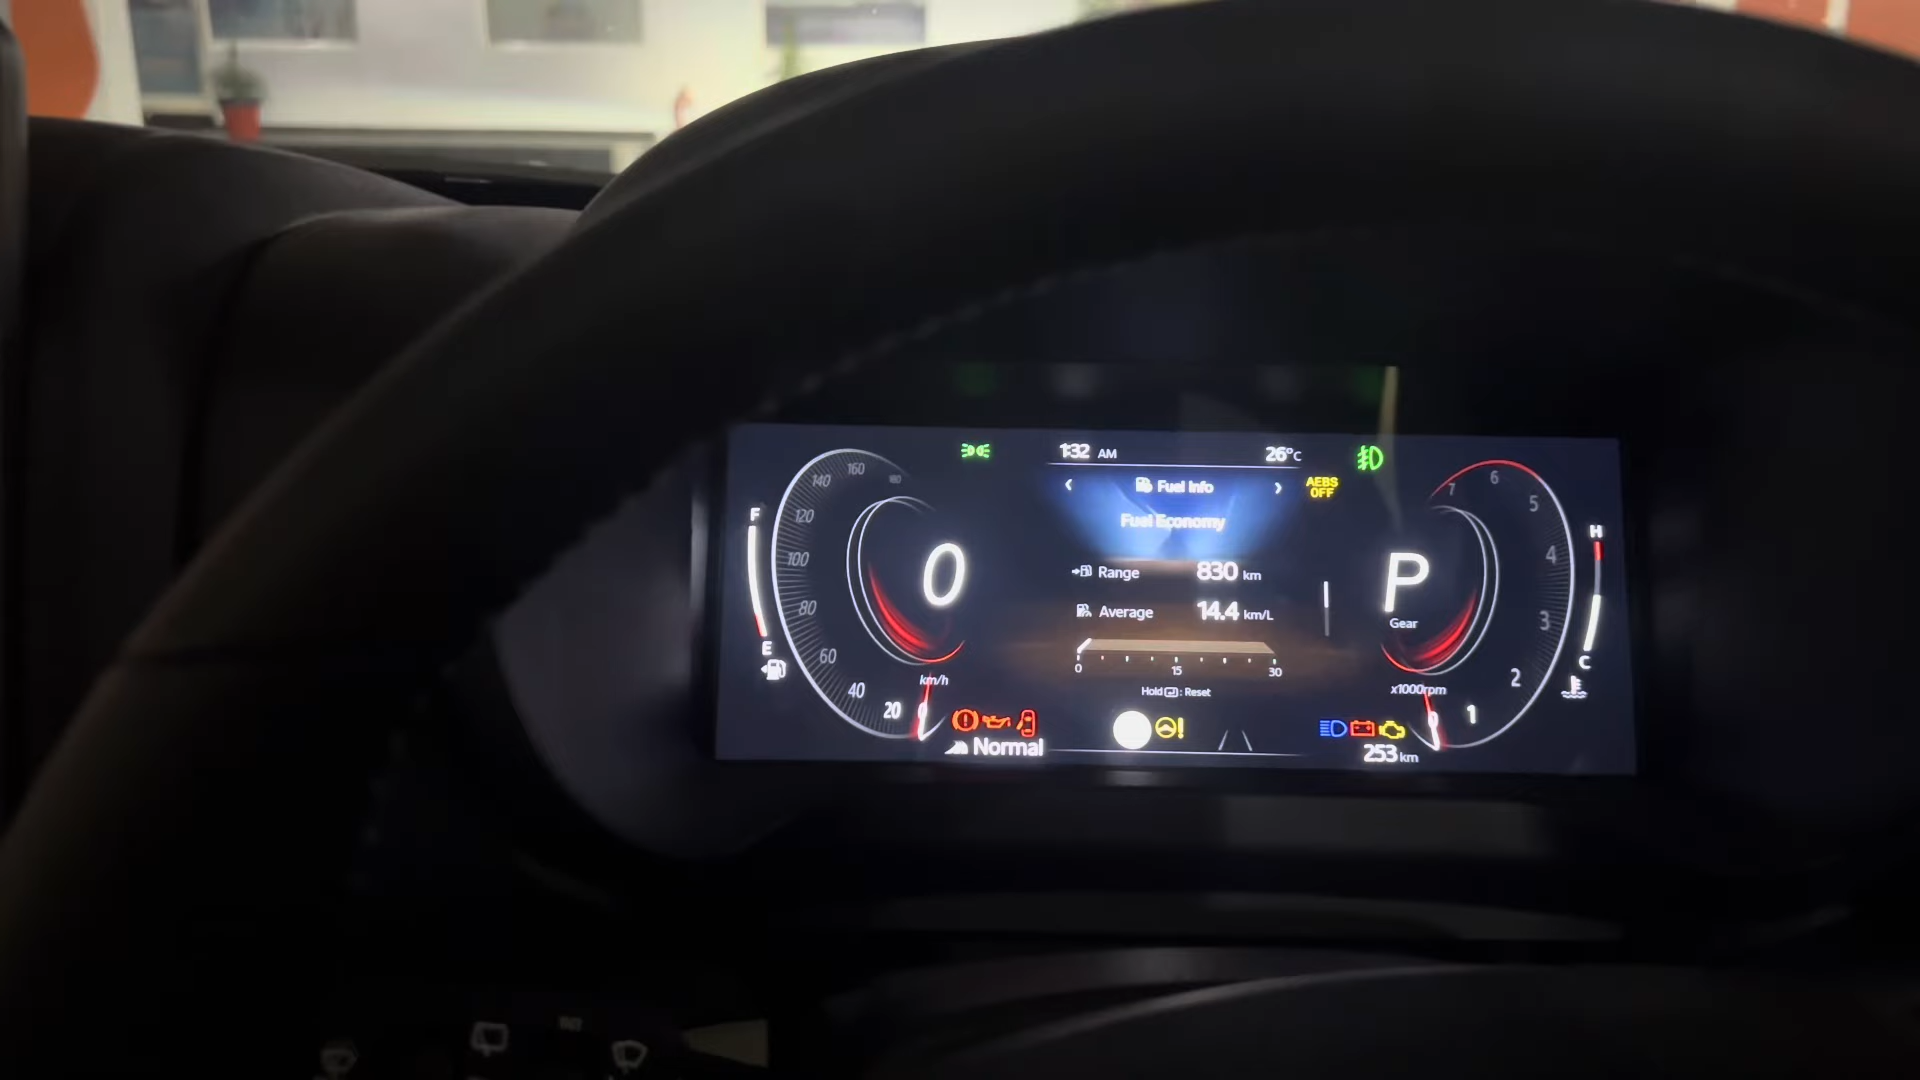 1:32 AM
26°C
Fuel Info
AEBS
OFF
Fuel Economy
Range 830 km
Average 14.4 km/L
0 15 30
Hold : Reset
F
E
160
140
120
100
80
60
40
20
0
0
km/h
Normal
P
Gear
x1000rpm
7
6
5
4
3
2
1
0
H
C
253 km